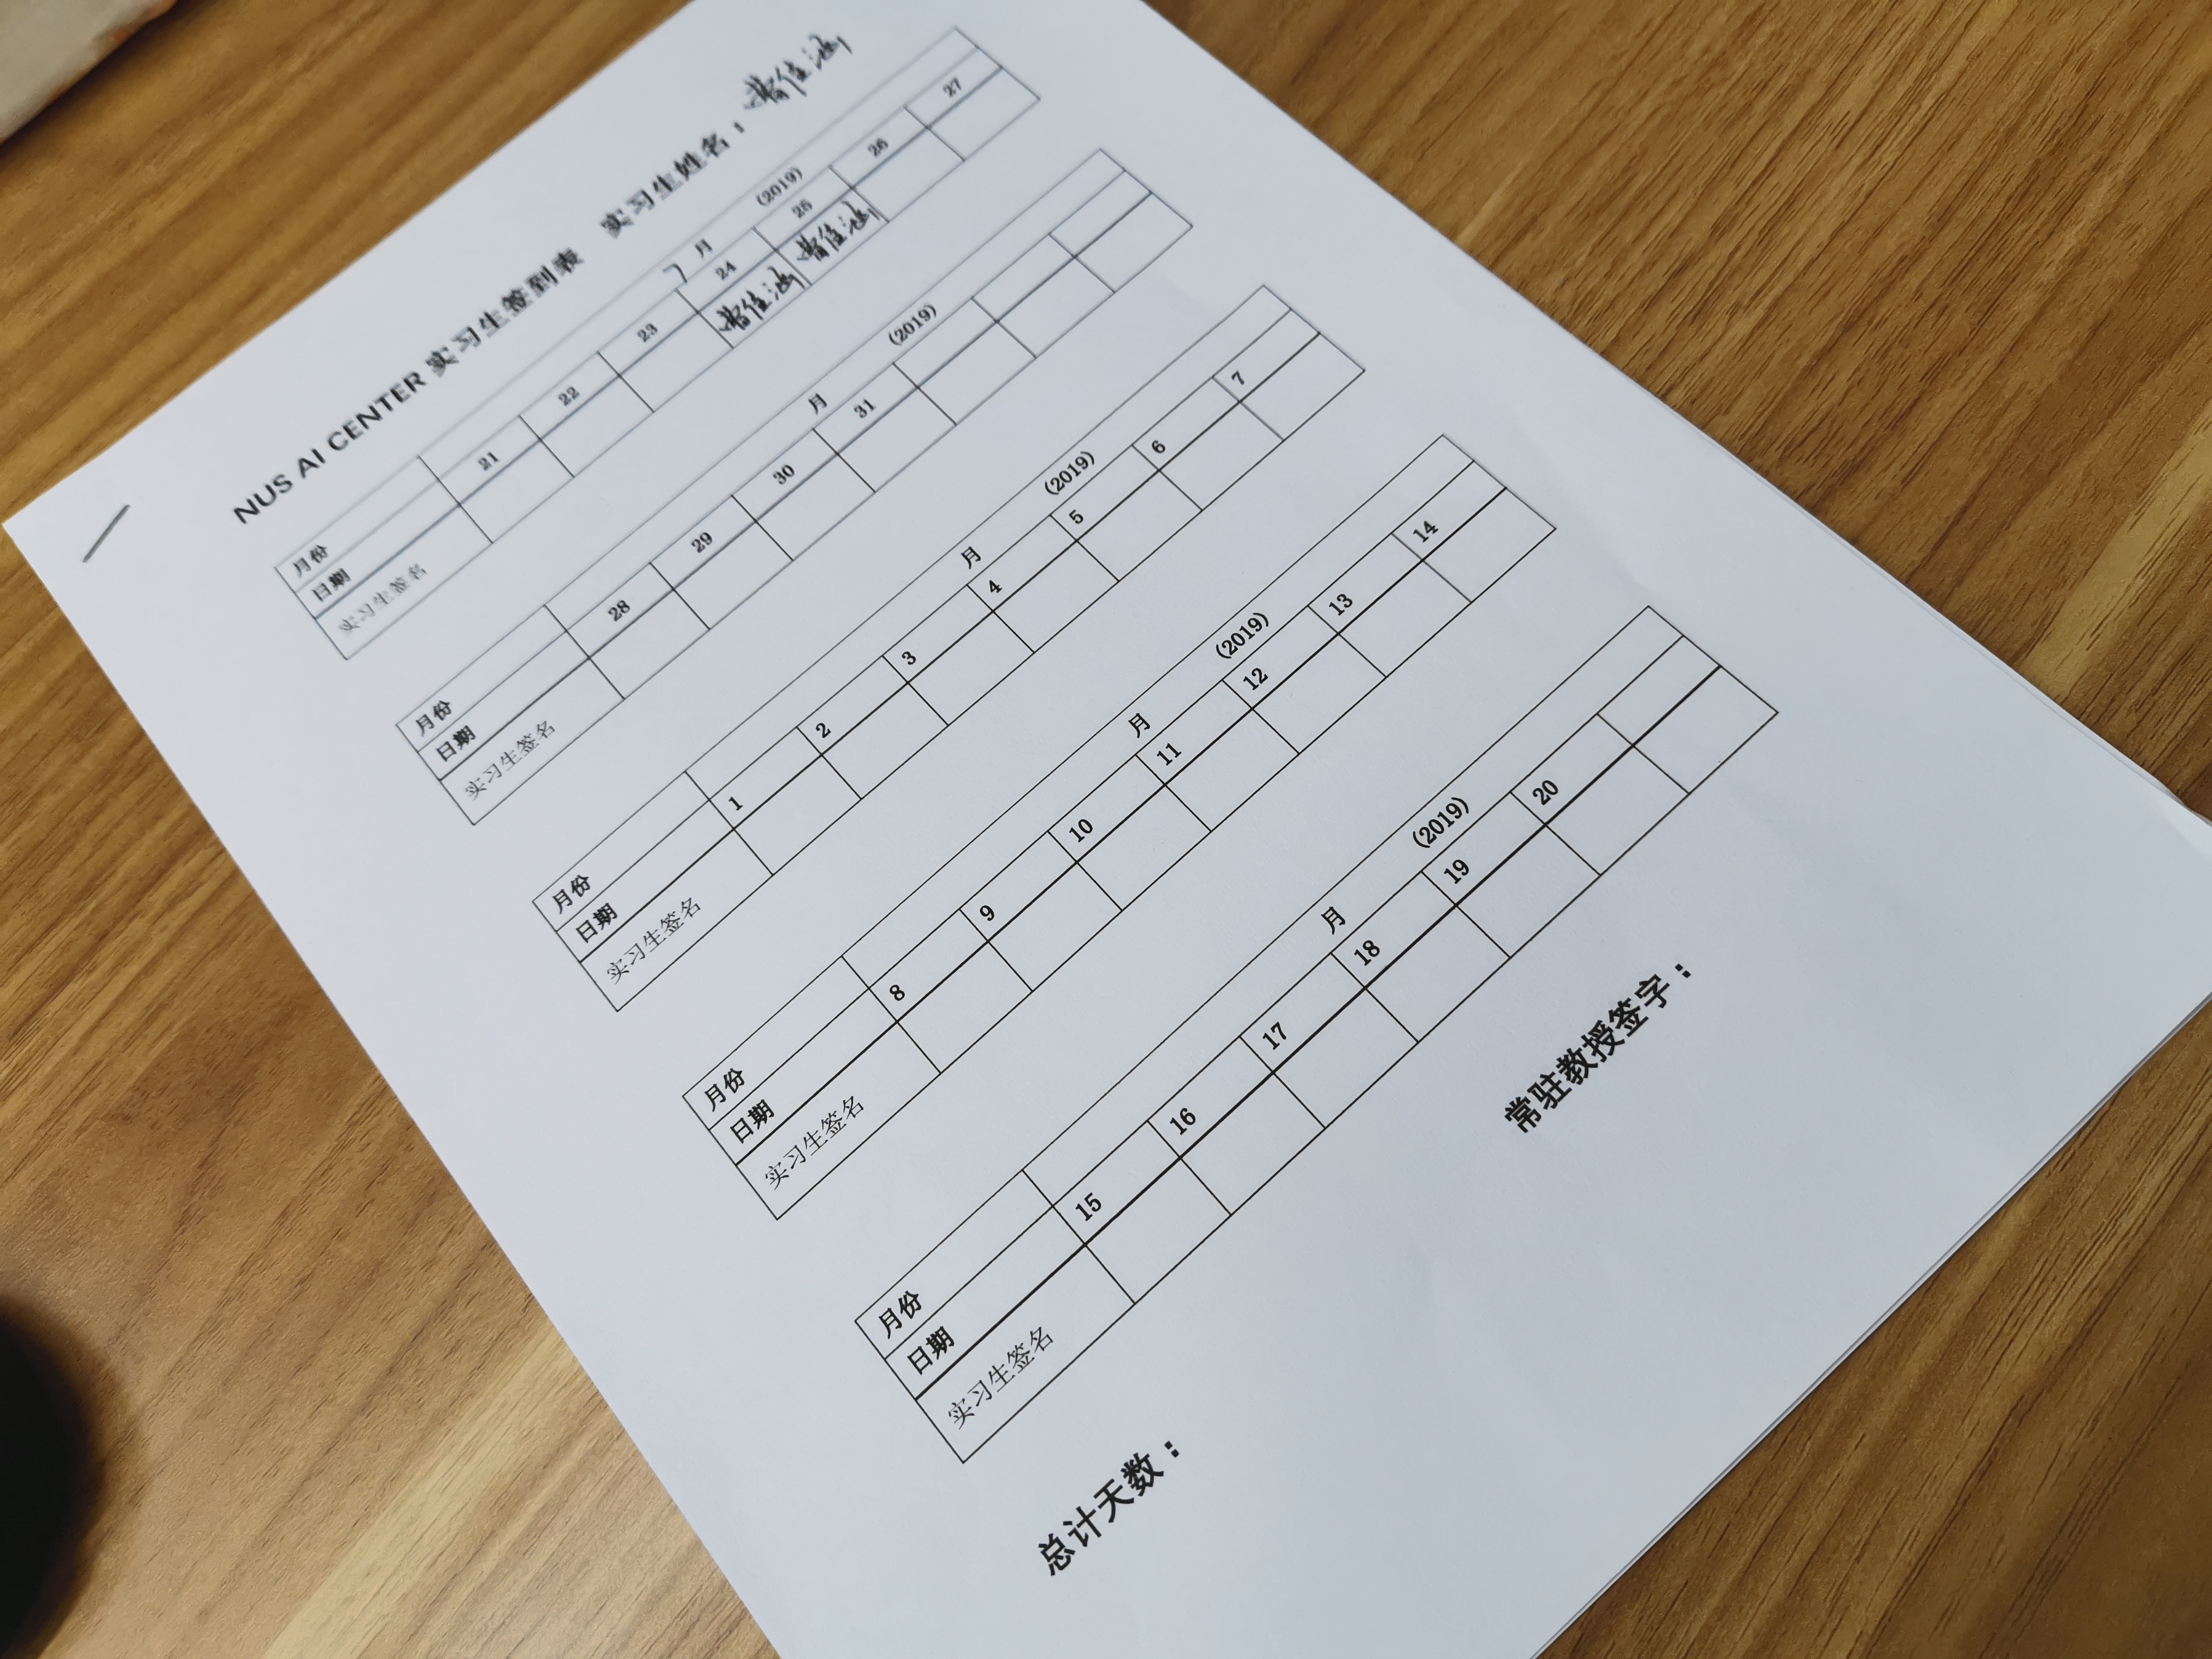 NUS AI CENTER 实习生签到表 实习生姓名：曹佳涵
月份 7 月 (2019)
日期 21 22 23 24 25 26 27
实习生签名 曹佳涵 曹佳涵
月份 月 (2019)
日期 28 29 30 31
实习生签名
月份 月 (2019)
日期 1 2 3 4 5 6 7
实习生签名
月份 月 (2019)
日期 8 9 10 11 12 13 14
实习生签名
月份 月 (2019)
日期 15 16 17 18 19 20
实习生签名
总计天数： 常驻教授签字：